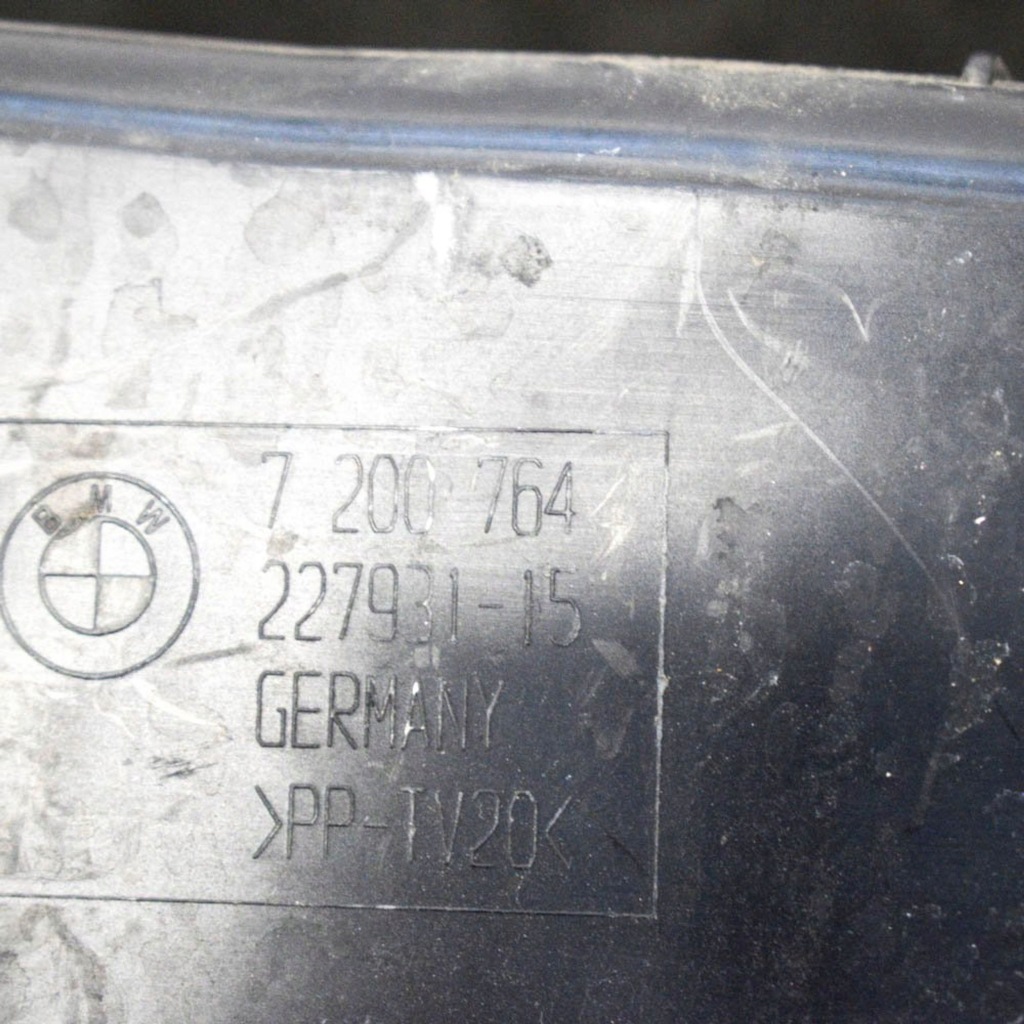 BMW
7 200 764
227931-15
GERMANY
>PP-TV20<